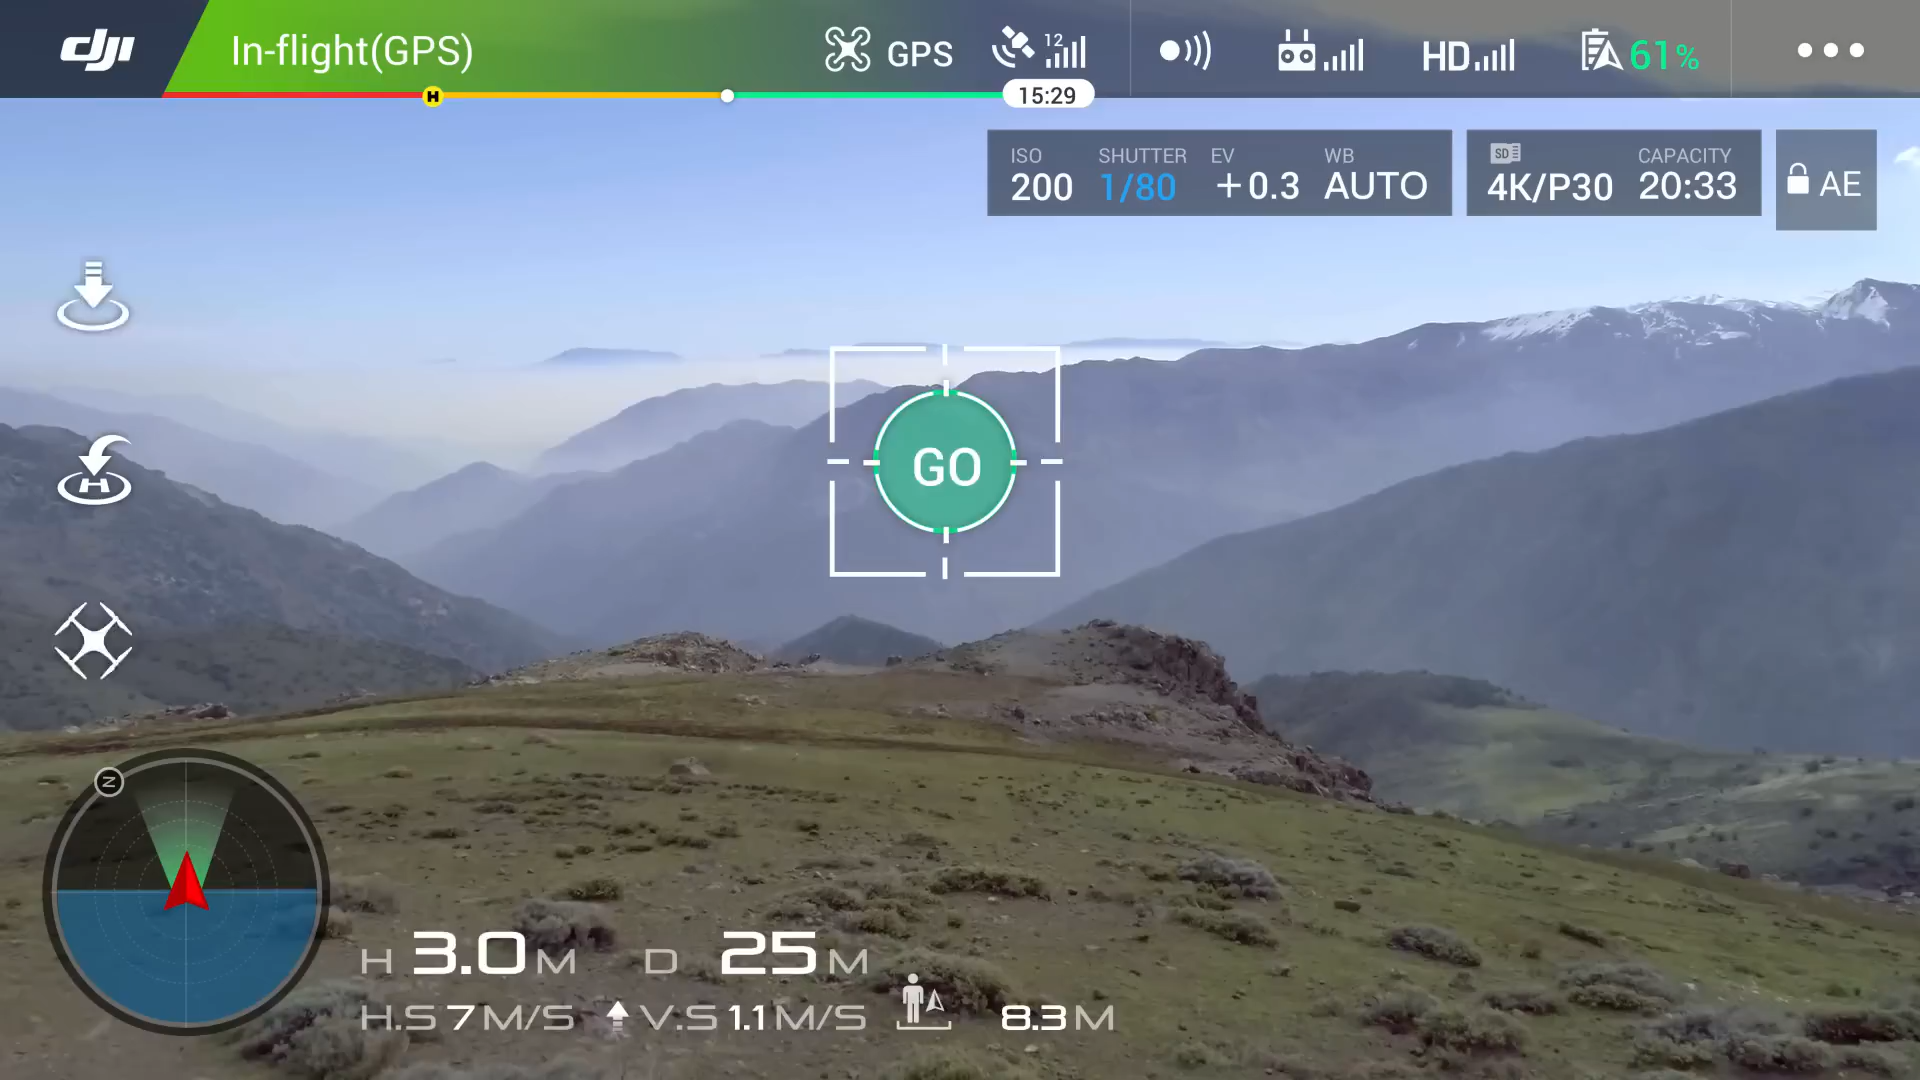 dji In-flight(GPS) GPS 12 HD 61%
H 15:29
ISO SHUTTER EV WB SD CAPACITY
200 1/80 +0.3 AUTO 4K/P30 20:33 AE
GO
H
N
H 3.0 M D 25 M
H.S 7 M/S V.S 1.1 M/S 8.3 M